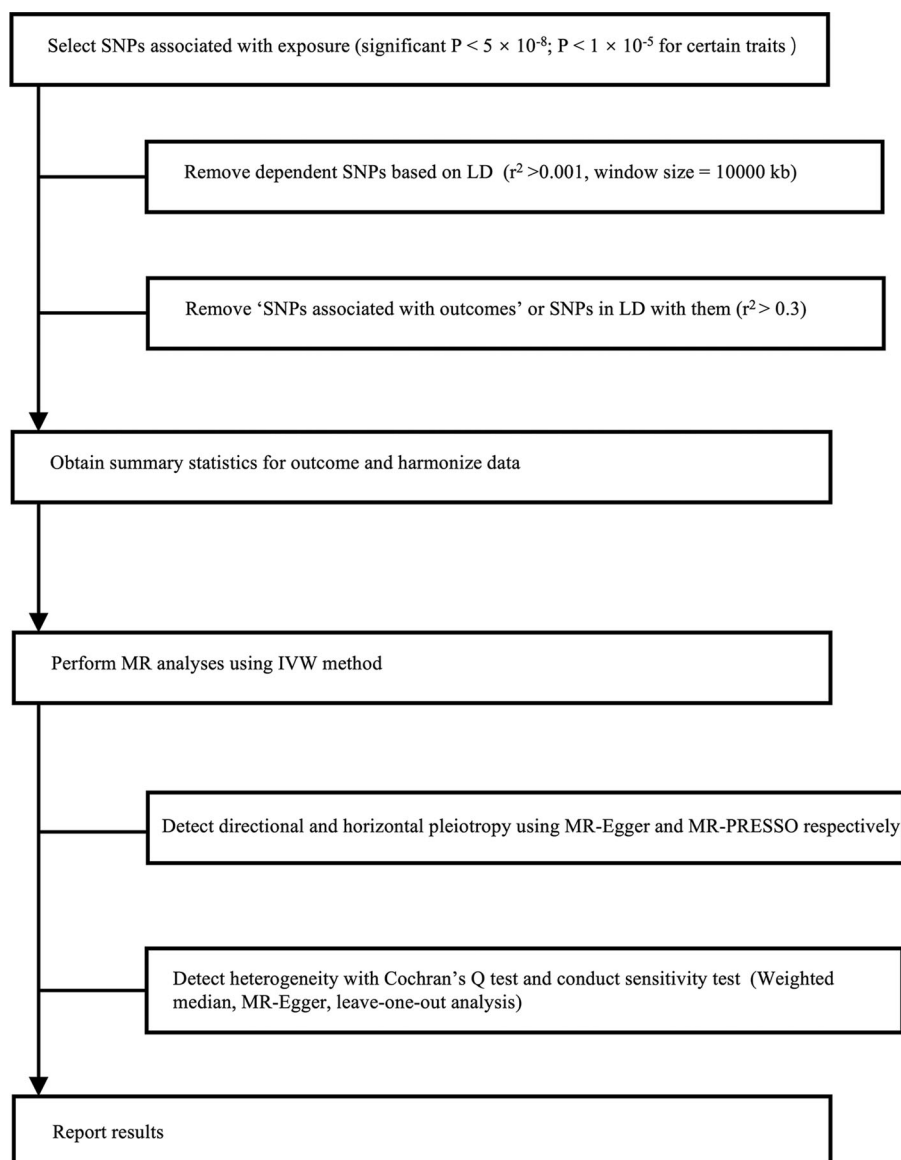 Select SNPs associated with exposure (significant P < 5 × 10⁻⁸; P < 1 × 10⁻⁵ for certain traits )
Remove dependent SNPs based on LD (r² >0.001, window size = 10000 kb)
Remove ‘SNPs associated with outcomes’ or SNPs in LD with them (r² > 0.3)
Obtain summary statistics for outcome and harmonize data
Perform MR analyses using IVW method
Detect directional and horizontal pleiotropy using MR-Egger and MR-PRESSO respectively
Detect heterogeneity with Cochran’s Q test and conduct sensitivity test (Weighted
median, MR-Egger, leave-one-out analysis)
Report results